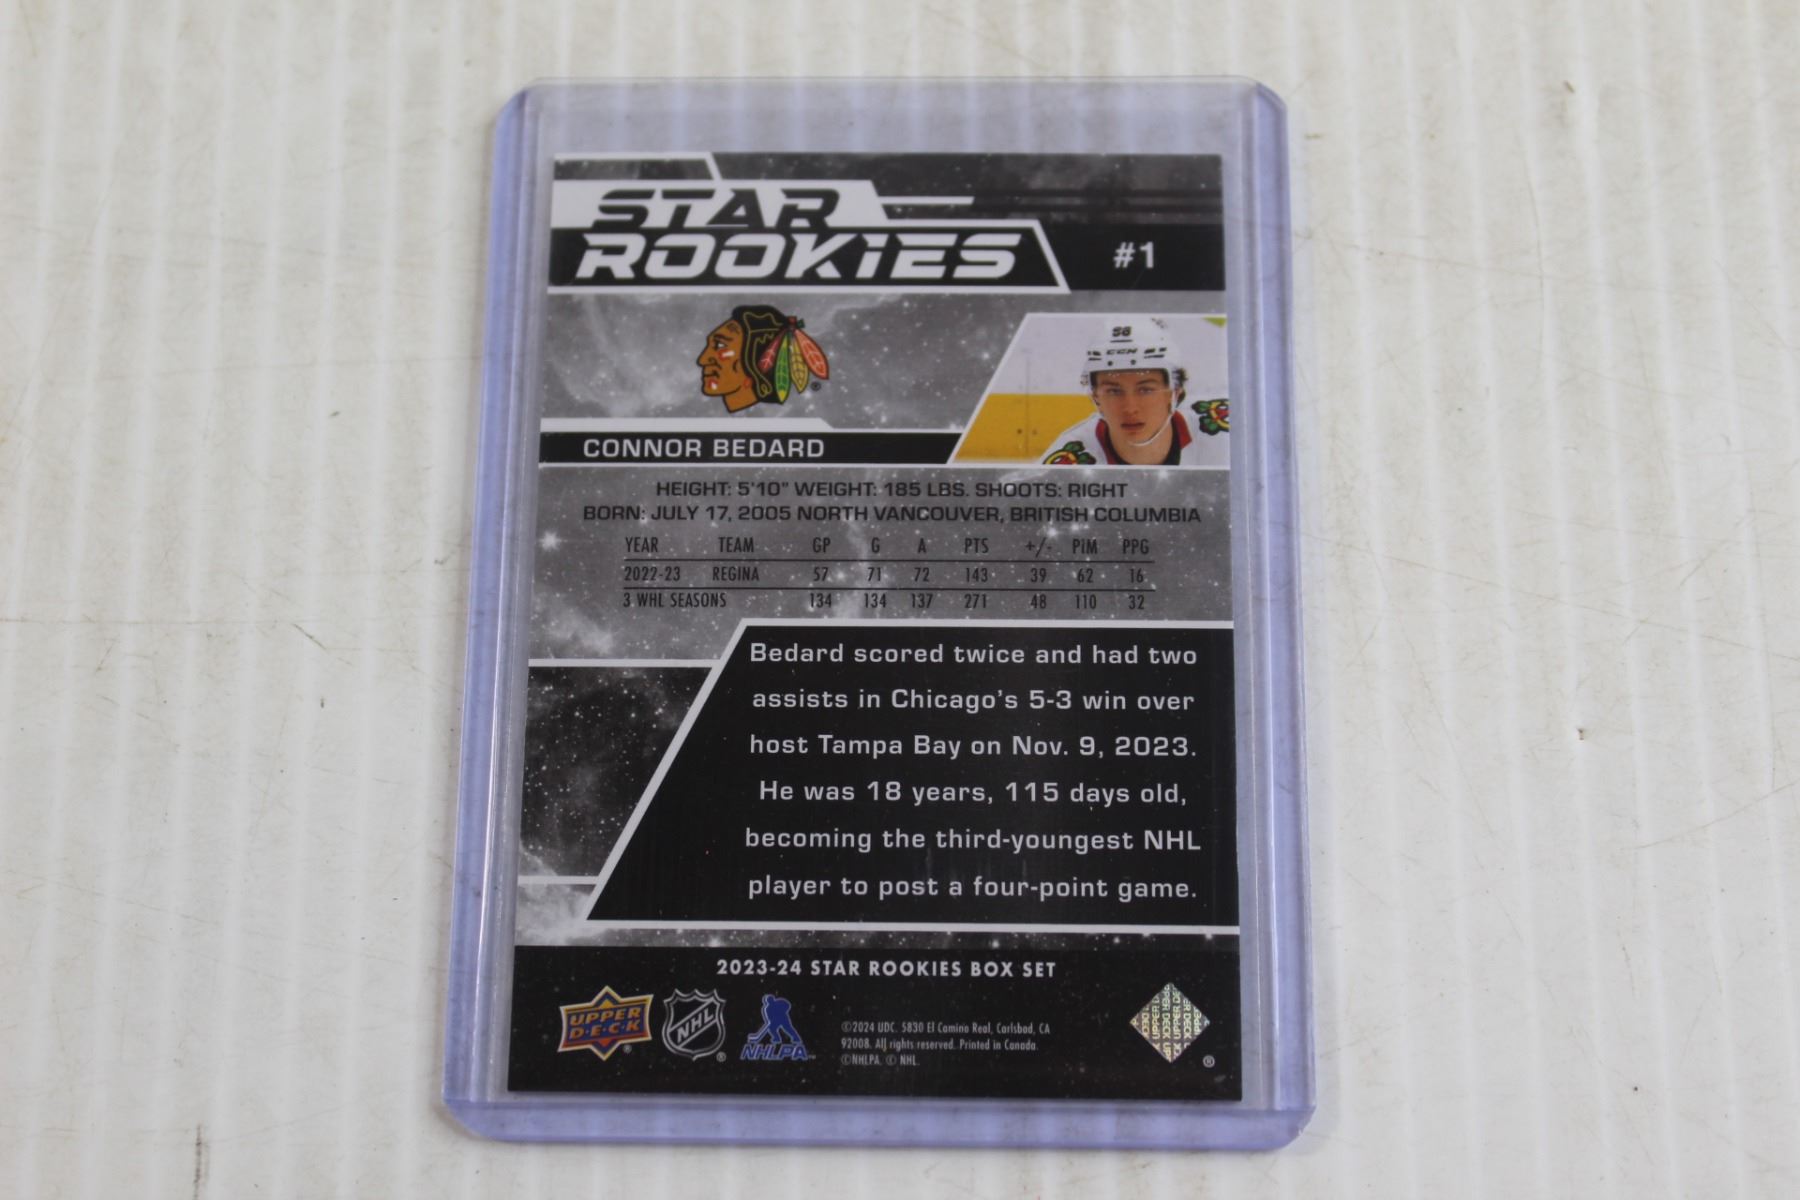 STAR
ROOKIES
#1
98
CCM
CONNOR BEDARD
HEIGHT: 5'10" WEIGHT: 185 LBS. SHOOTS: RIGHT
BORN: JULY 17, 2005 NORTH VANCOUVER, BRITISH COLUMBIA
YEAR TEAM GP G A PTS +/- PiM PPG
2022-23 REGINA 57 71 72 143 39 62 16
3 WHL SEASONS 134 134 137 271 48 110 32
Bedard scored twice and had two
assists in Chicago's 5-3 win over
host Tampa Bay on Nov. 9, 2023.
He was 18 years, 115 days old,
becoming the third-youngest NHL
player to post a four-point game.
2023-24 STAR ROOKIES BOX SET
UPPER
D·E·C·K
®
NHL
®
NHLPA
©2024 UDC. 5830 El Camino Real, Carlsbad, CA
92008. All rights reserved. Printed in Canada.
©NHLPA. © NHL.
UPPER DECK
®